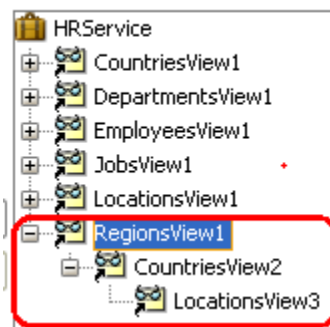 HRService
CountriesView1
DepartmentsView1
EmployeesView1
JobsView1
LocationsView1
RegionsView1
CountriesView2
LocationsView3